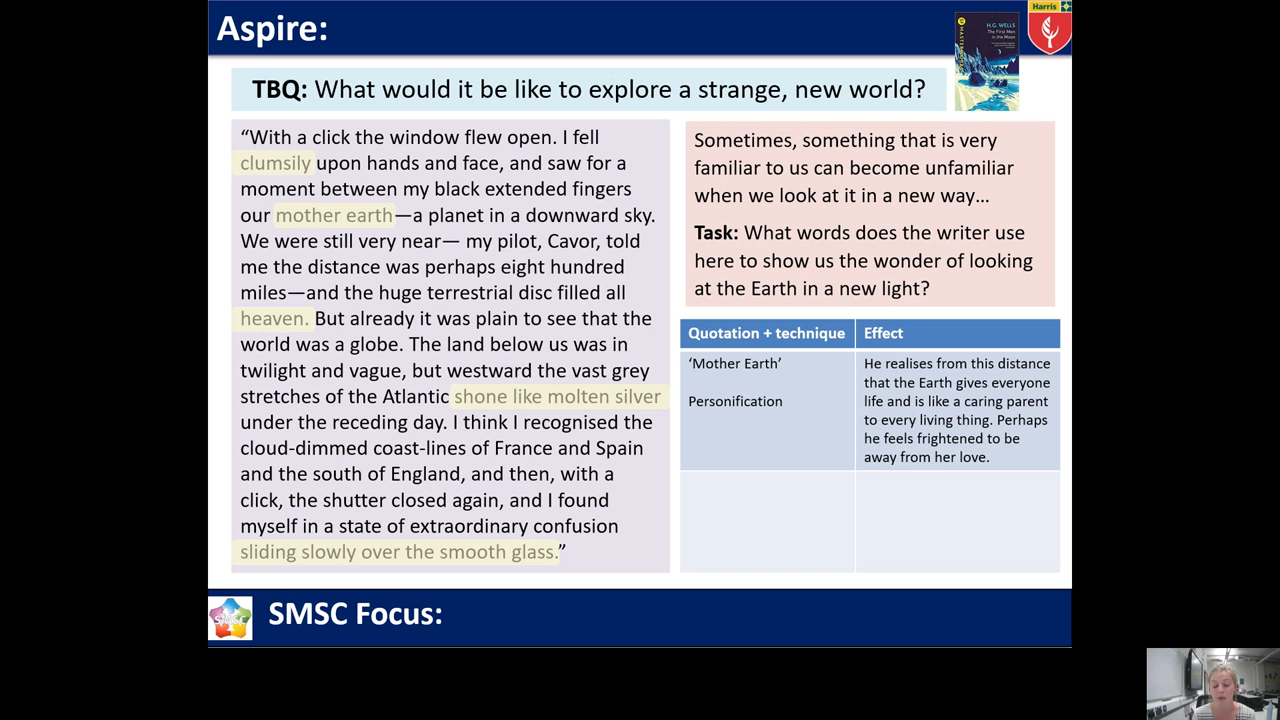 Aspire:
Harris
H.G. WELLS
The First Men
in the Moon
TBQ: What would it be like to explore a strange, new world?
“With a click the window flew open. I fell
clumsily upon hands and face, and saw for a
moment between my black extended fingers
our mother earth—a planet in a downward sky.
We were still very near— my pilot, Cavor, told
me the distance was perhaps eight hundred
miles—and the huge terrestrial disc filled all
heaven. But already it was plain to see that the
world was a globe. The land below us was in
twilight and vague, but westward the vast grey
stretches of the Atlantic shone like molten silver
under the receding day. I think I recognised the
cloud-dimmed coast-lines of France and Spain
and the south of England, and then, with a
click, the shutter closed again, and I found
myself in a state of extraordinary confusion
sliding slowly over the smooth glass.”
Sometimes, something that is very
familiar to us can become unfamiliar
when we look at it in a new way…
Task: What words does the writer use
here to show us the wonder of looking
at the Earth in a new light?
Quotation + technique
Effect
‘Mother Earth’
Personification
He realises from this distance
that the Earth gives everyone
life and is like a caring parent
to every living thing. Perhaps
he feels frightened to be
away from her love.
SMSC Focus: